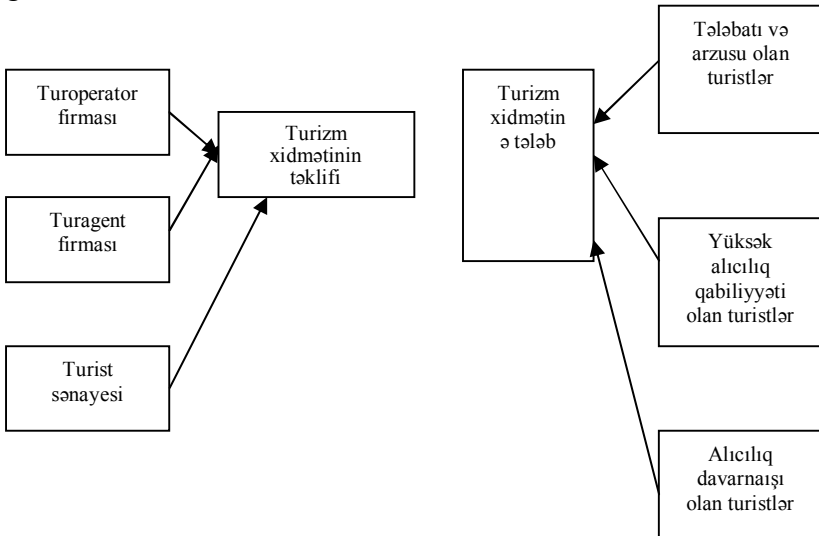 Turoperator
firması
Turagent
firması
Turist
sənayesi
Turizm
xidmətinin
təklifi
Turizm
xidmətin
ə tələb
Tələbatı və
arzusu olan
turistlər
Yüksək
alıcılıq
qabiliyyəti
olan turistlər
Alıcılıq
davarnaışı
olan turistlər